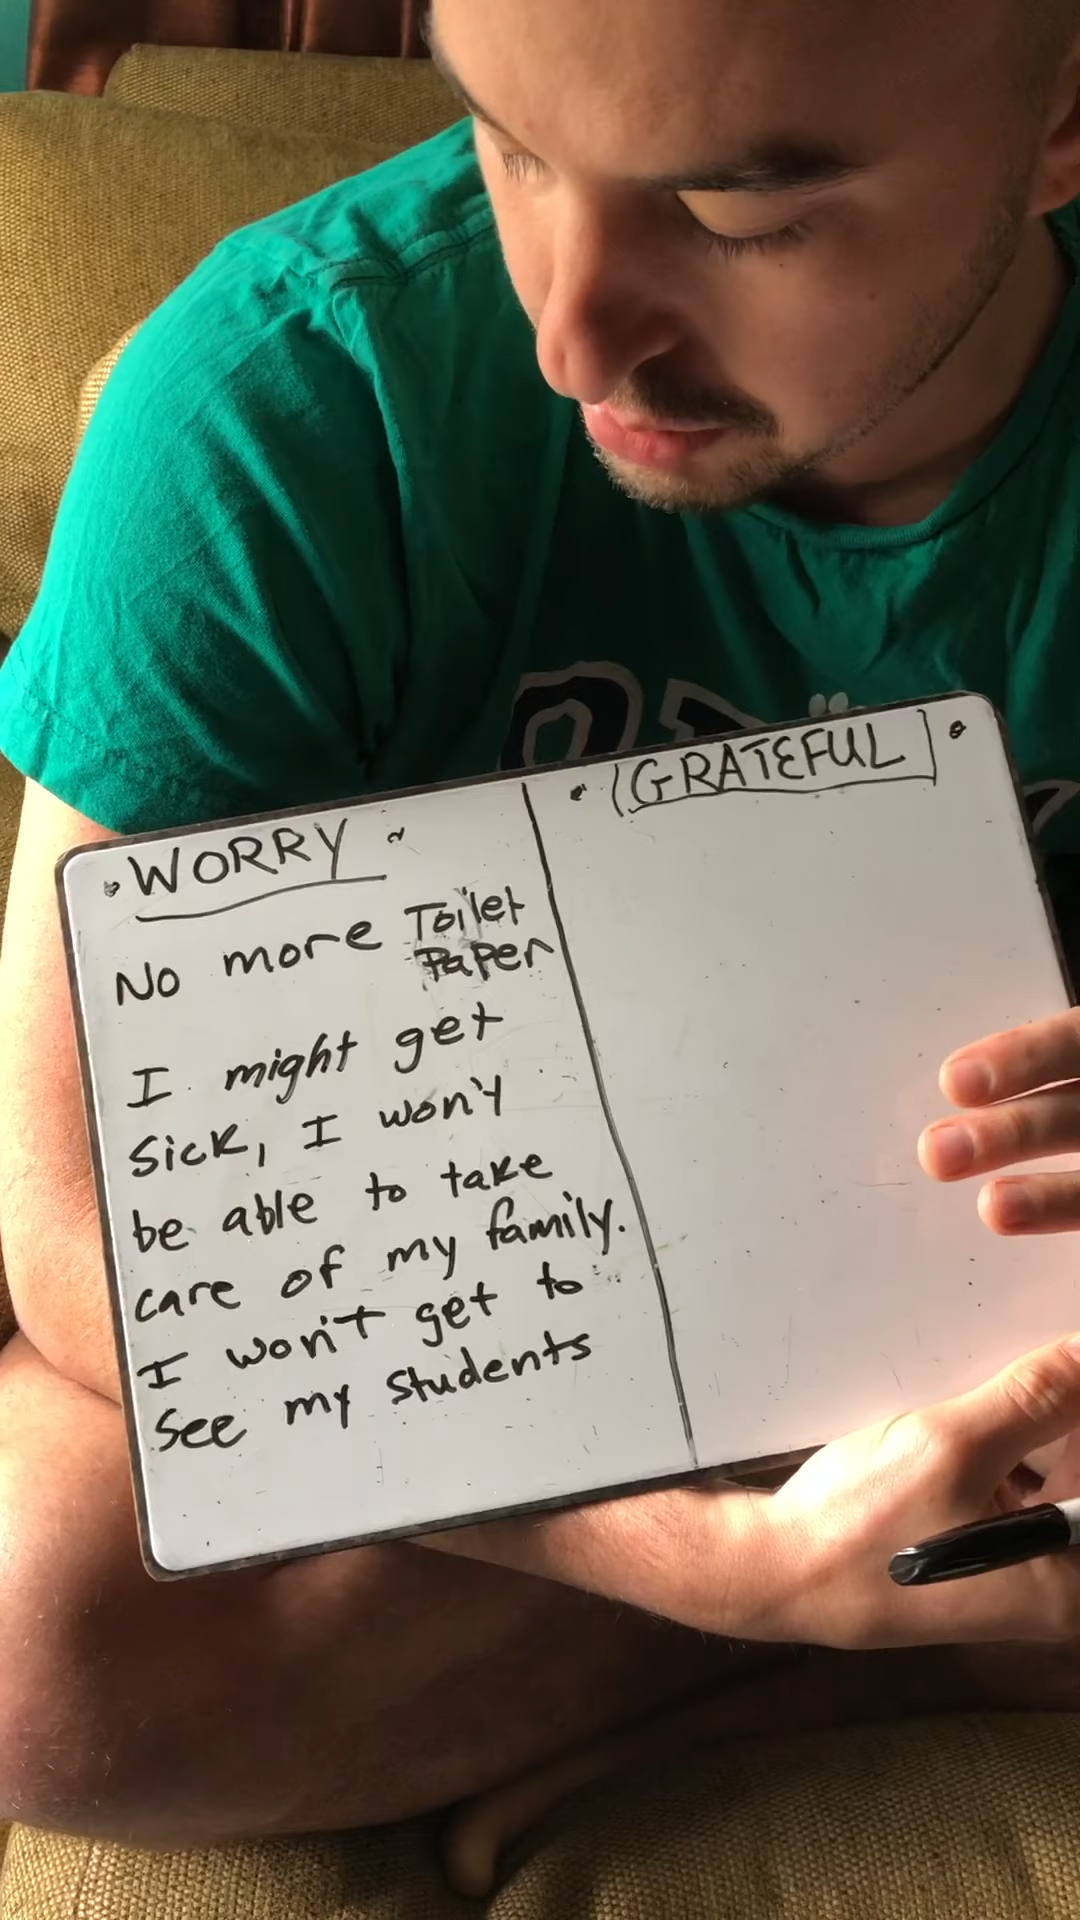 WORRY
No more Toilet
Paper
I might get
Sick, I won't
be able to take
care of my family.
I won't get to
See my students
GRATEFUL